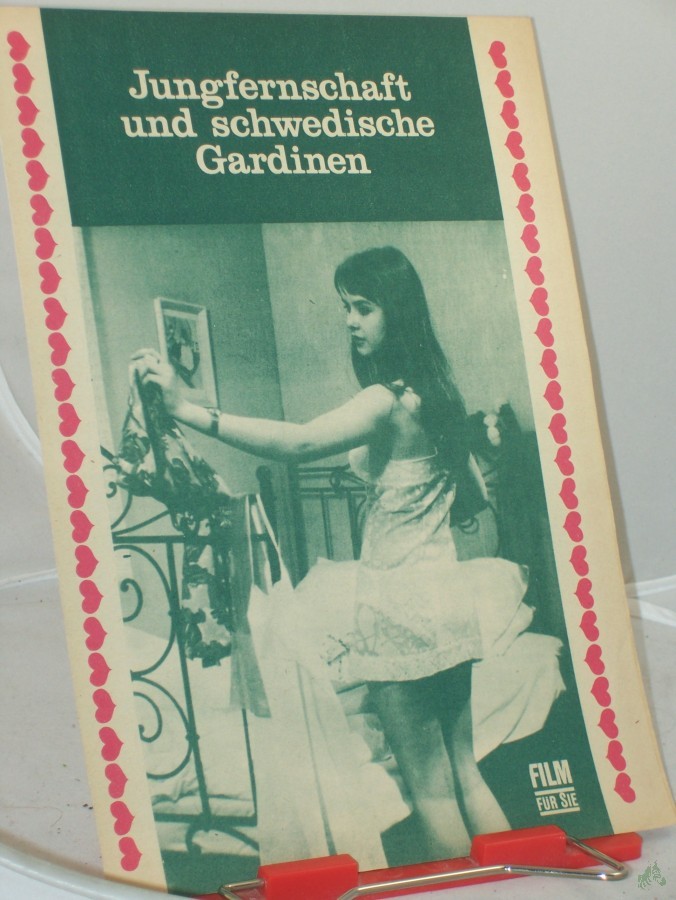 Jungfernschaft
und schwedische
Gardinen
FILM
FÜR SIE